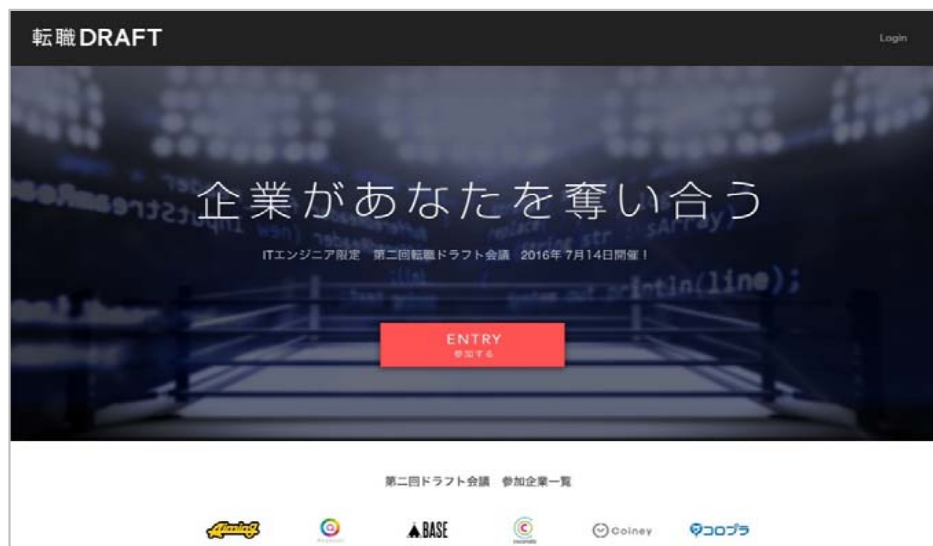 転職DRAFT
Login
企業があなたを奪い合う
ITエンジニア限定 第二回転職ドラフト会議 2016年7月14日開催！
println(line);
ENTRY
参加する
第二回ドラフト会議 参加企業一覧
Aiming
BASE
Coiney
コロプラ